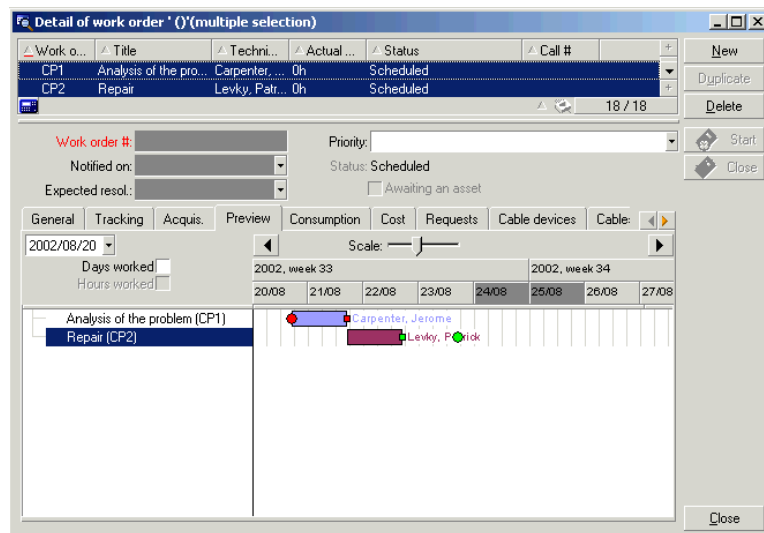 Detail of work order ' ()'(multiple selection)
Work o... Title Techni... Actual ... Status Call #
CP1 Analysis of the pro... Carpenter, ... 0h Scheduled
CP2 Repair Levky, Patr... 0h Scheduled
18 / 18
New
Duplicate
Delete
Start
Close
Work order #: Priority:
Notified on: Status: Scheduled
Expected resol.: Awaiting an asset
General Tracking Acquis. Preview Consumption Cost Requests Cable devices Cable
2002/08/20 Scale:
Days worked 2002, week 33 2002, week 34
Hours worked
20/08 21/08 22/08 23/08 24/08 25/08 26/08 27/08
Analysis of the problem (CP1) Carpenter, Jerome
Repair (CP2) Levky, Patrick
Close